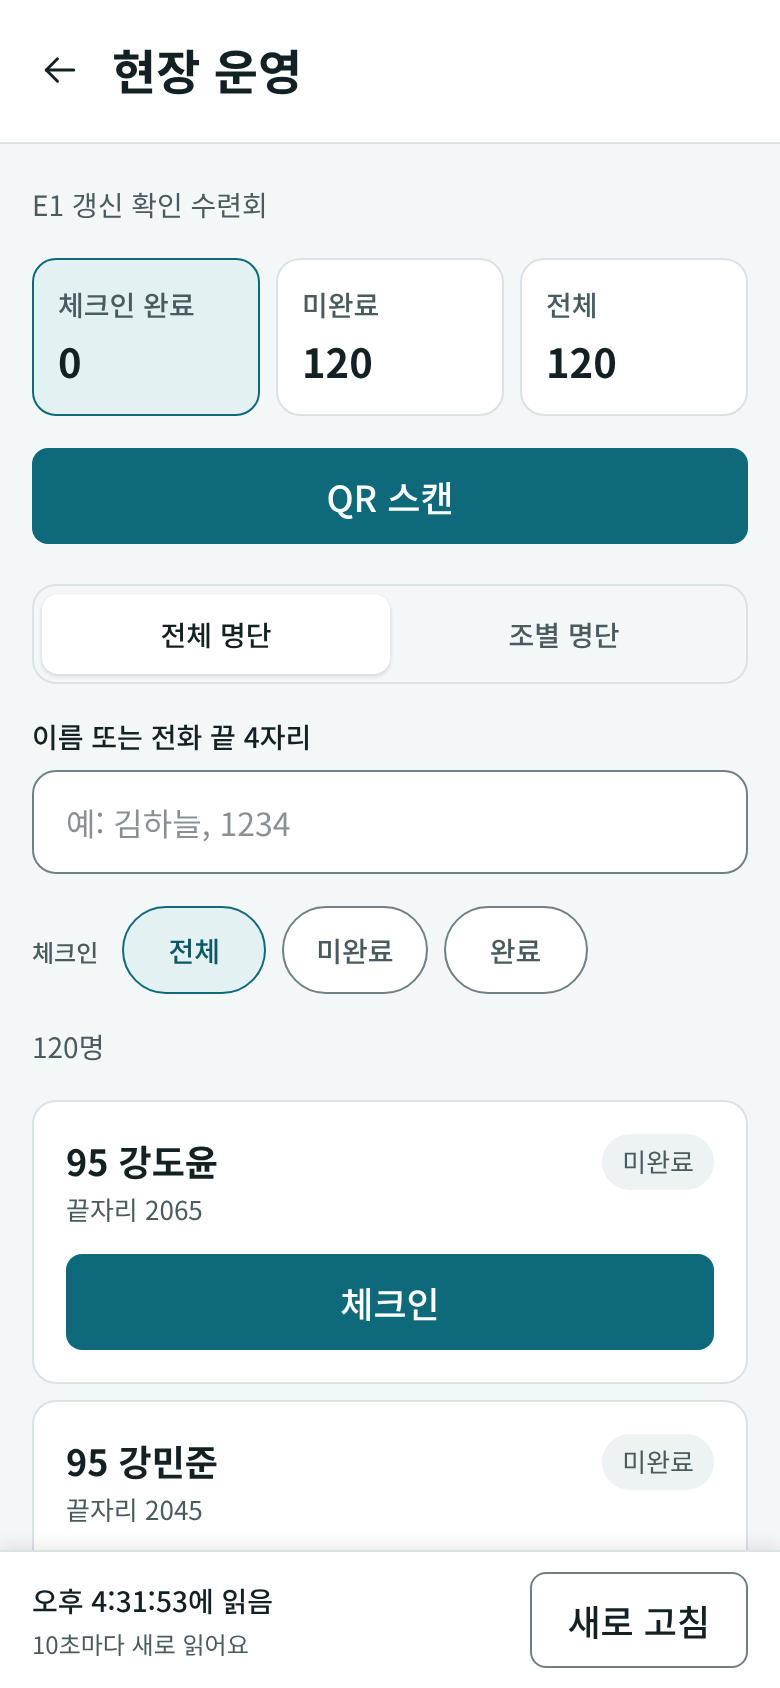 현장 운영
E1 갱신 확인 수련회
체크인 완료
0
미완료
120
전체
120
QR 스캔
전체 명단
조별 명단
이름 또는 전화 끝 4자리
예: 김하늘, 1234
체크인
전체
미완료
완료
120명
95 강도윤
미완료
끝자리 2065
체크인
95 강민준
미완료
끝자리 2045
오후 4:31:53에 읽음
10초마다 새로 읽어요
새로 고침